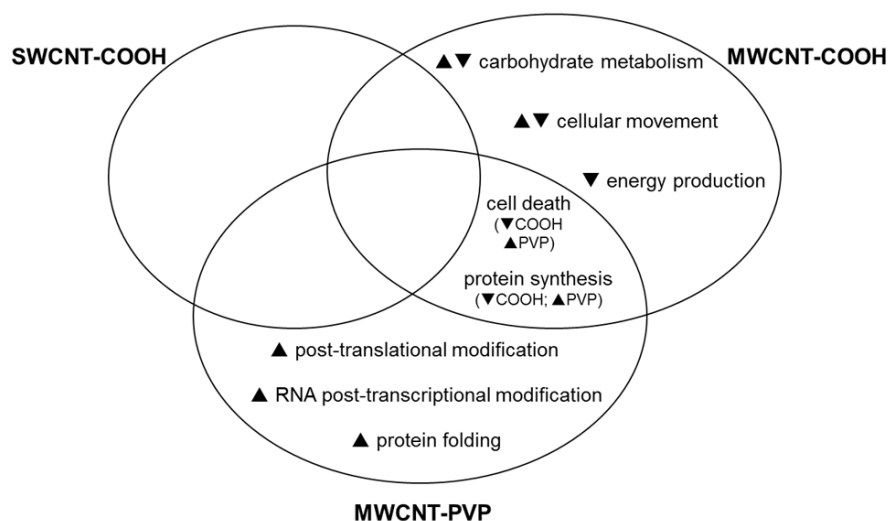 SWCNT-COOH
MWCNT-COOH
▲▼ carbohydrate metabolism
▲▼ cellular movement
▼ energy production
cell death
(▼COOH
▲PVP)
protein synthesis
(▼COOH; ▲PVP)
▲ post-translational modification
▲ RNA post-transcriptional modification
▲ protein folding
MWCNT-PVP